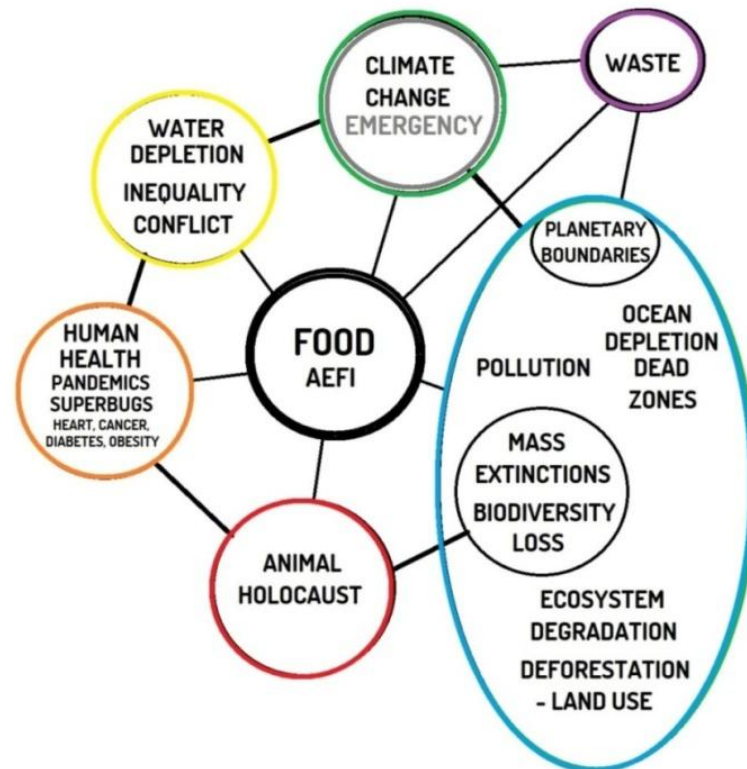 CLIMATE
CHANGE
EMERGENCY
WASTE
WATER
DEPLETION
INEQUALITY
CONFLICT
PLANETARY
BOUNDARIES
HUMAN
HEALTH
PANDEMICS
SUPERBUGS
HEART, CANCER,
DIABETES, OBESITY
FOOD
AEFI
POLLUTION
OCEAN
DEPLETION
DEAD
ZONES
MASS
EXTINCTIONS
BIODIVERSITY
LOSS
ANIMAL
HOLOCAUST
ECOSYSTEM
DEGRADATION
DEFORESTATION
- LAND USE